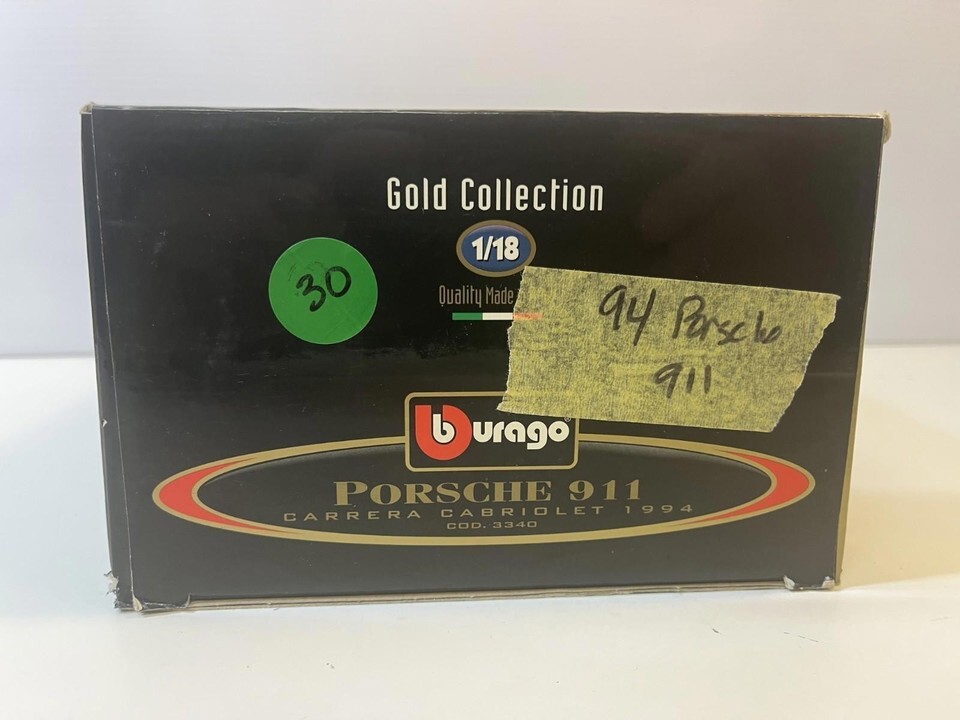 Gold Collection
1/18
30
Quality Made
94 Porsche
911
burago
PORSCHE 911
CARRERA CABRIOLET 1994
COD. 3340